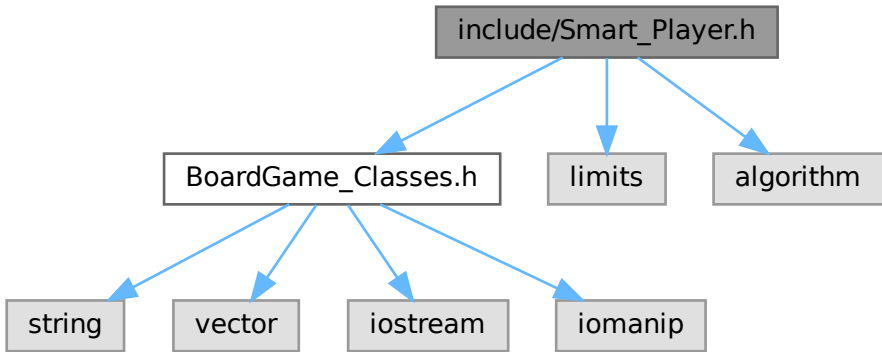 include/Smart_Player.h
BoardGame_Classes.h
limits
algorithm
string
vector
iostream
iomanip